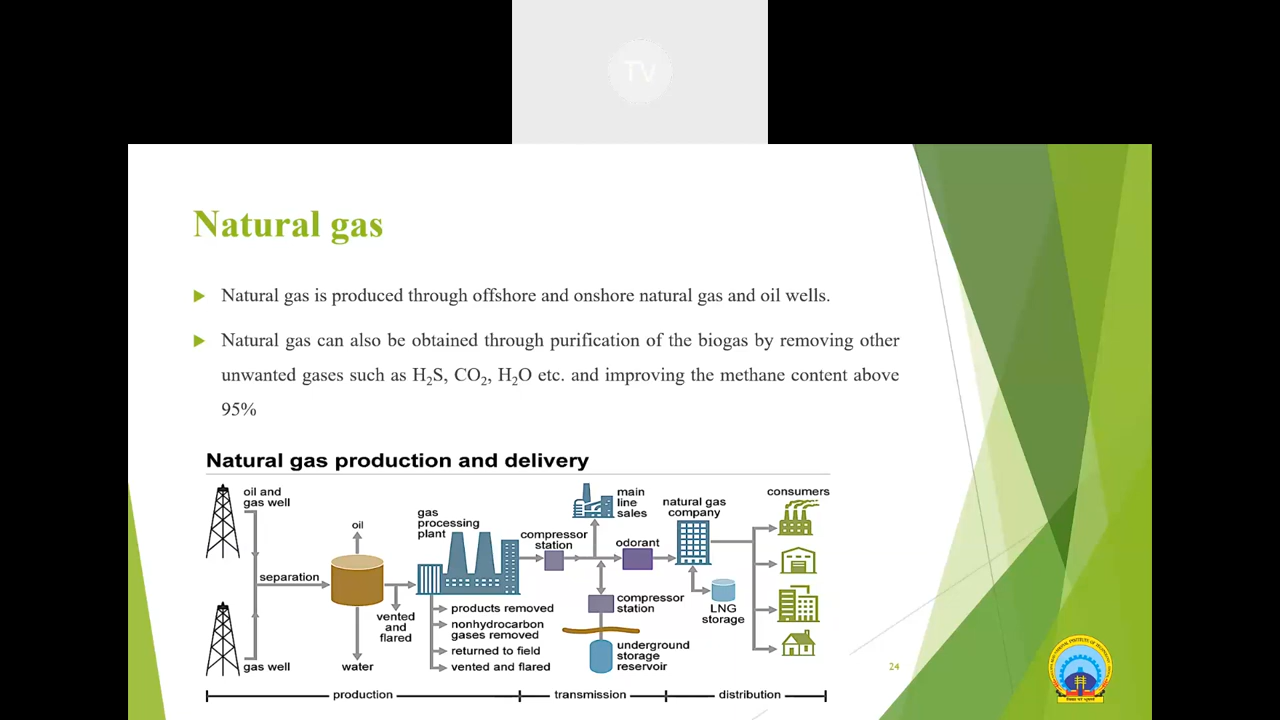 TV
Natural gas
Natural gas is produced through offshore and onshore natural gas and oil wells.
Natural gas can also be obtained through purification of the biogas by removing other
unwanted gases such as H₂S, CO₂, H₂O etc. and improving the methane content above
95%
Natural gas production and delivery
oil and
gas well
oil
separation
gas well
water
vented
and
flared
gas
processing
plant
products removed
nonhydrocarbon
gases removed
returned to field
vented and flared
compressor
station
main
line
sales
odorant
compressor
station
underground
storage
reservoir
natural gas
company
LNG
storage
consumers
production
transmission
distribution
24